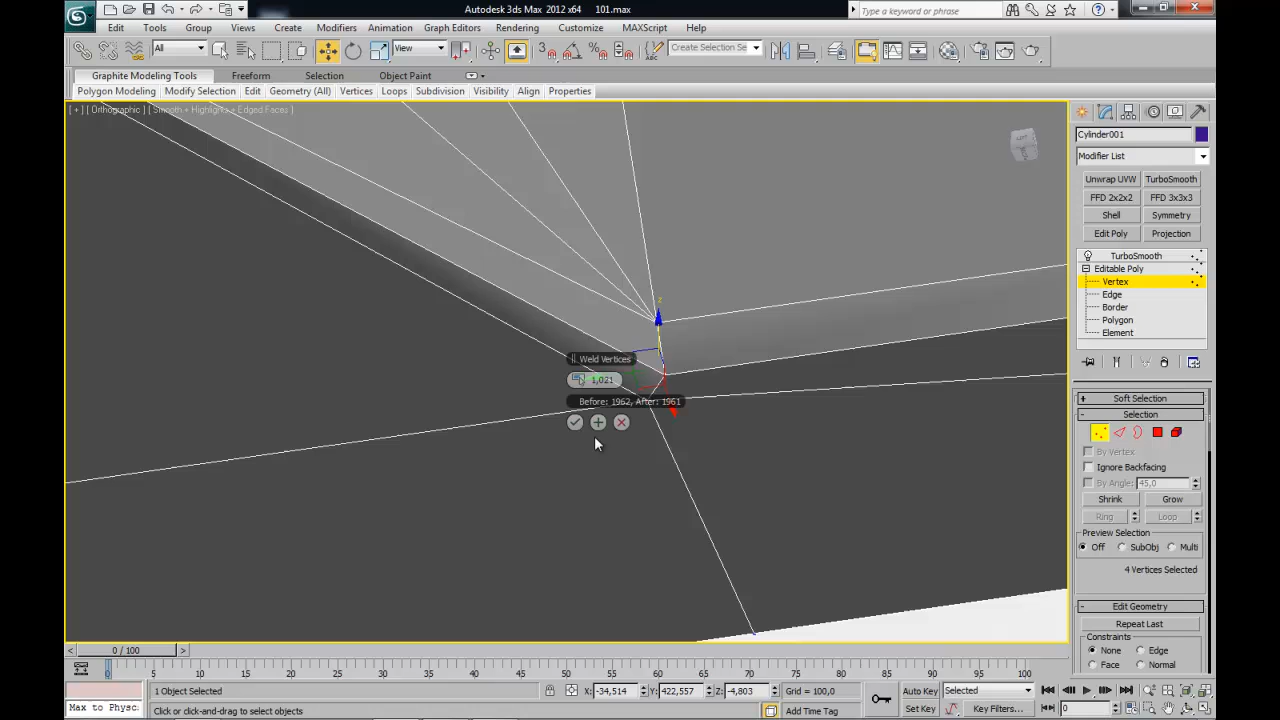 Autodesk 3ds Max 2012 x64 101.max
Type a keyword or phrase
Edit Tools Group Views Create Modifiers Animation Graph Editors Rendering Customize MAXScript Help
All View Create Selection Se
Graphite Modeling Tools Freeform Selection Object Paint
Polygon Modeling Modify Selection Edit Geometry (All) Vertices Loops Subdivision Visibility Align Properties
[ + ] [ Orthographic ] [ Smooth + Highlights + Edged Faces ]
Cylinder001
Modifier List
Unwrap UVW TurboSmooth
FFD 2x2x2 FFD 3x3x3
Shell Symmetry
Edit Poly Projection
TurboSmooth
Editable Poly
Vertex
Edge
Border
Polygon
Element
z
Weld Vertices
1,021
Before: 1962, After: 1961
+ Soft Selection
- Selection
By Vertex
Ignore Backfacing
By Angle: 45,0
Shrink Grow
Ring Loop
Preview Selection
Off SubObj Multi
4 Vertices Selected
- Edit Geometry
Repeat Last
Constraints
None Edge
Face Normal
0 / 100
0 5 10 15 20 25 30 35 40 45 50 55 60 65 70 75 80 85 90 95 100
1 Object Selected X: -34,514 Y: 422,557 Z: -4,803 Grid = 100,0 Auto Key Selected
Max to Physc Click or click-and-drag to select objects Add Time Tag Set Key Key Filters... 0